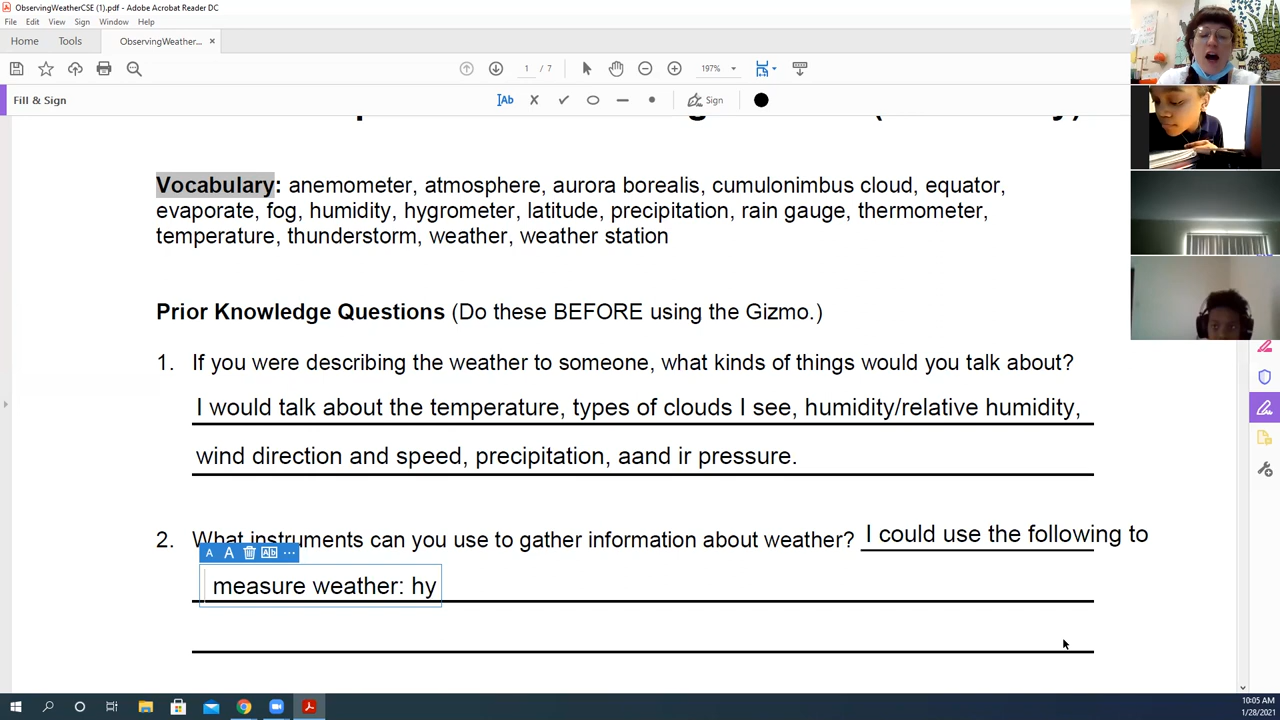 ObservingWeatherCSE (1).pdf - Adobe Acrobat Reader DC
File Edit View Sign Window Help
Home Tools ObservingWeather... ×
1 / 7 197%
Fill & Sign
Ab Sign
Vocabulary: anemometer, atmosphere, aurora borealis, cumulonimbus cloud, equator,
evaporate, fog, humidity, hygrometer, latitude, precipitation, rain gauge, thermometer,
temperature, thunderstorm, weather, weather station
Prior Knowledge Questions (Do these BEFORE using the Gizmo.)
1. If you were describing the weather to someone, what kinds of things would you talk about?
I would talk about the temperature, types of clouds I see, humidity/relative humidity,
wind direction and speed, precipitation, aand ir pressure.
2. What instruments can you use to gather information about weather? I could use the following to
A A Ab ...
measure weather: hy
10:05 AM
1/28/2021